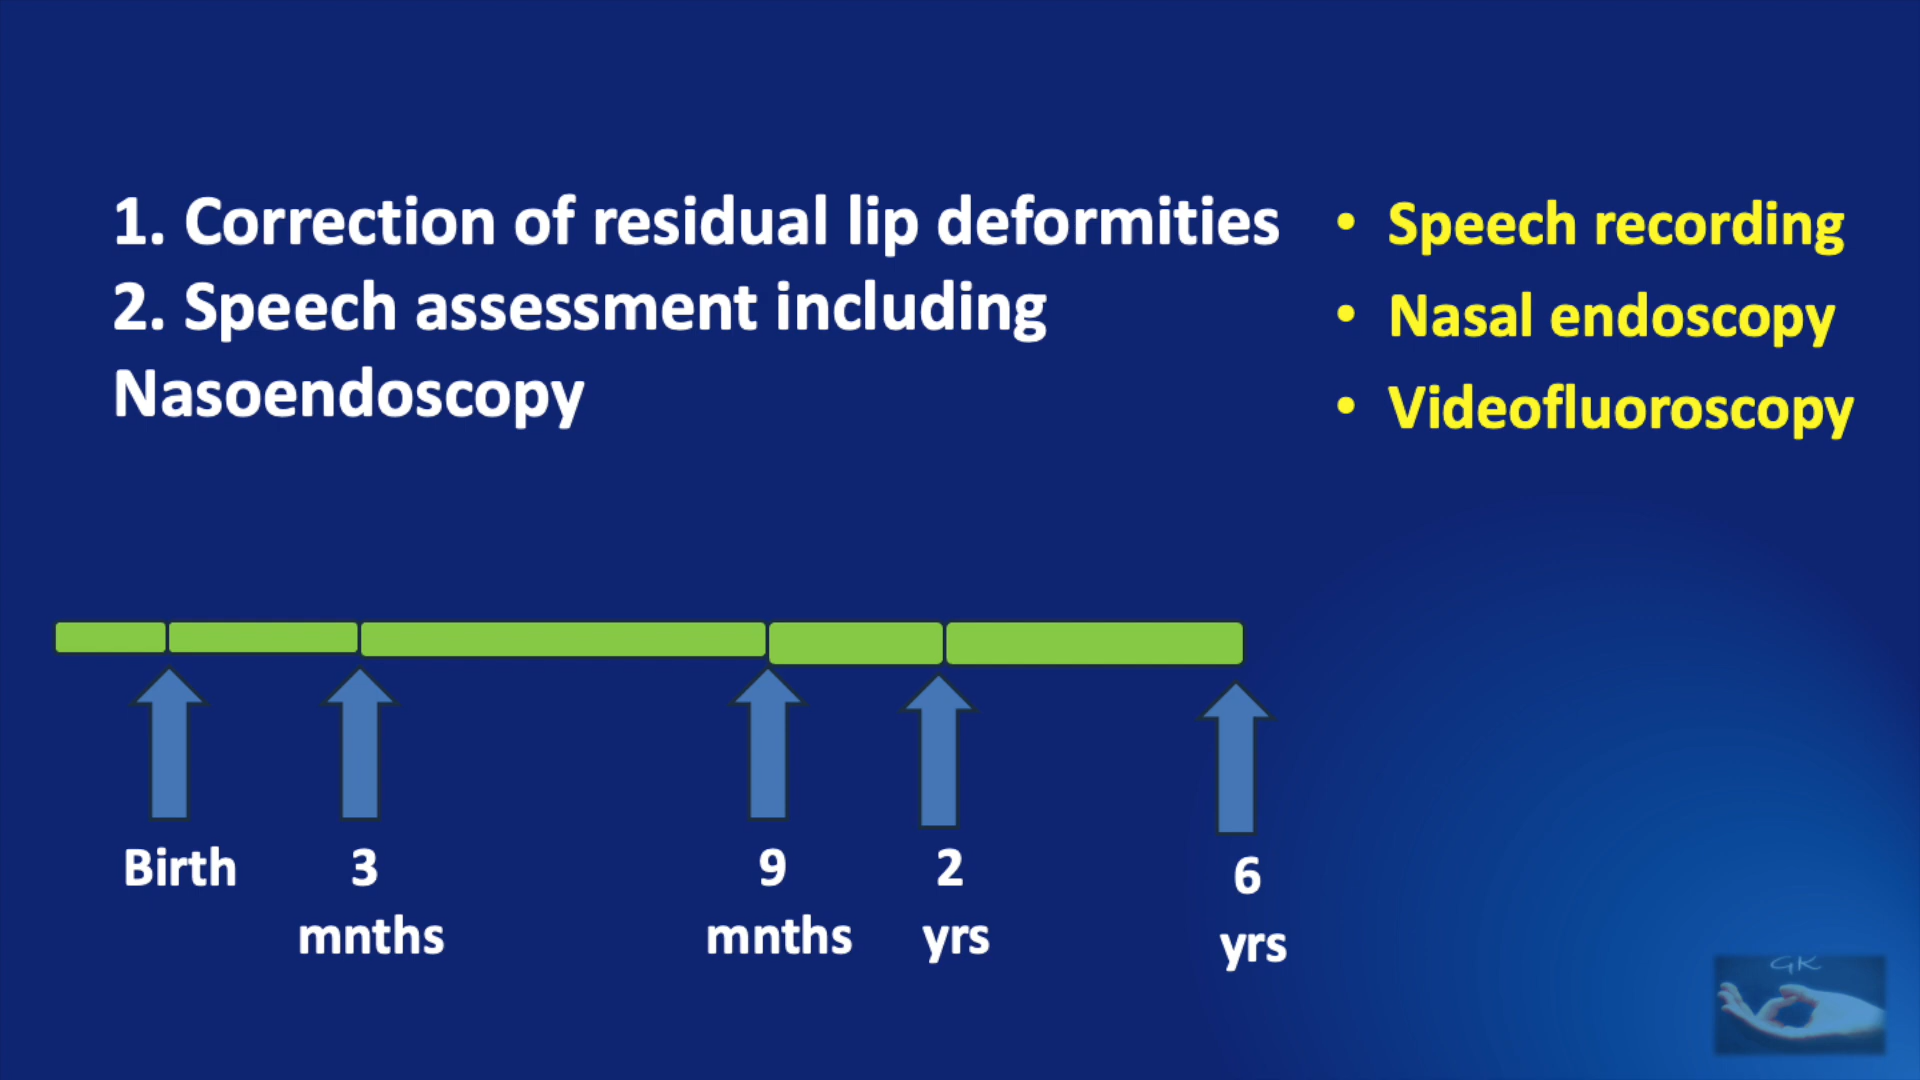 1. Correction of residual lip deformities
2. Speech assessment including
Nasoendoscopy
• Speech recording
• Nasal endoscopy
• Videofluoroscopy
Birth
3
mnths
9
mnths
2
yrs
6
yrs
GK